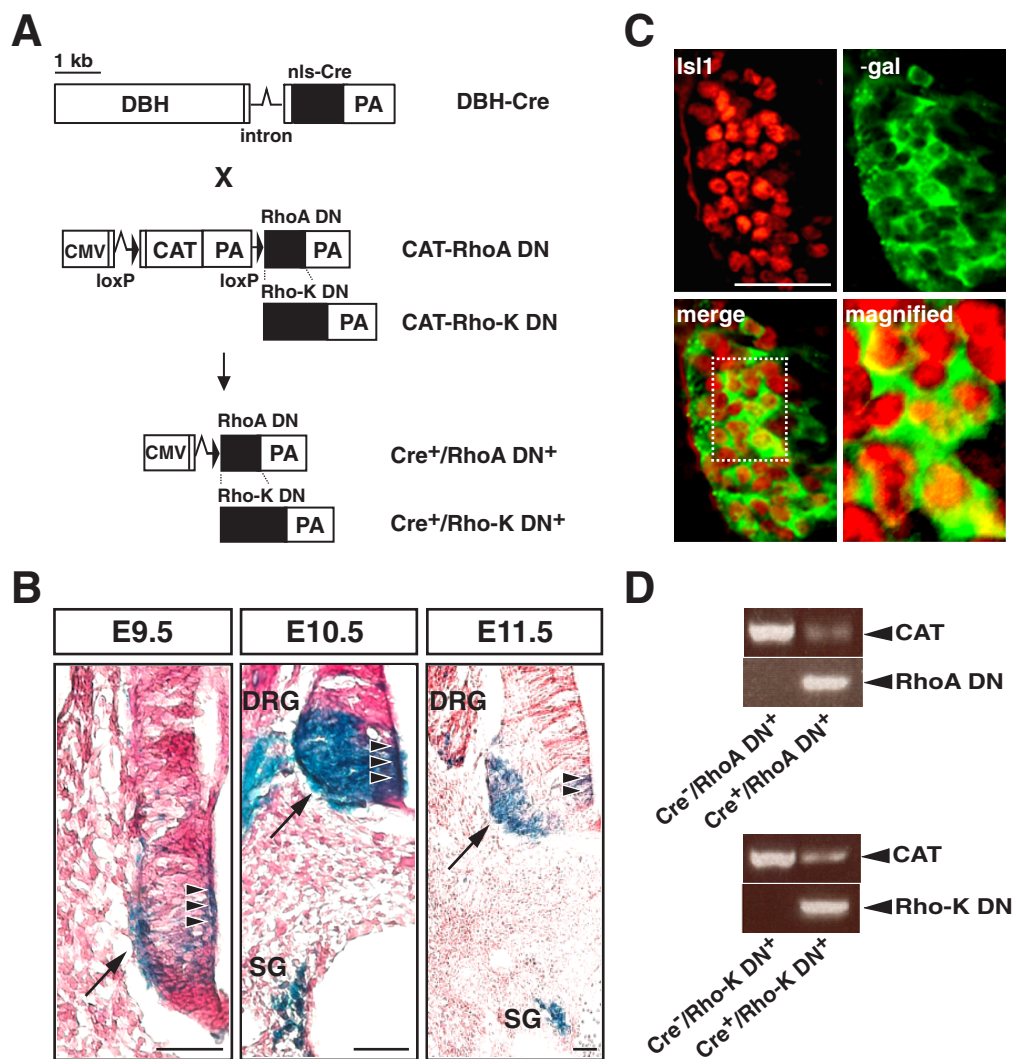 A
1 kb
nls-Cre
DBH
PA
DBH-Cre
intron
X
RhoA DN
CMV
CAT
PA
PA
CAT-RhoA DN
loxP
loxP
Rho-K DN
PA
CAT-Rho-K DN
RhoA DN
CMV
PA
Cre+/RhoA DN+
Rho-K DN
PA
Cre+/Rho-K DN+
B
E9.5
E10.5
E11.5
DRG
DRG
SG
SG
C
Isl1
-gal
merge
magnified
D
CAT
RhoA DN
Cre-/RhoA DN+
Cre+/RhoA DN+
CAT
Rho-K DN
Cre-/Rho-K DN+
Cre+/Rho-K DN+